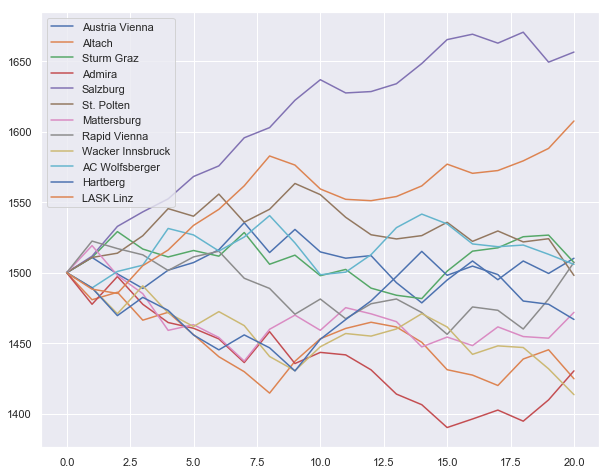 Austria Vienna
Altach
Sturm Graz
Admira
Salzburg
St. Polten
Mattersburg
Rapid Vienna
Wacker Innsbruck
AC Wolfsberger
Hartberg
LASK Linz
1650
1600
1550
1500
1450
1400
0.0 2.5 5.0 7.5 10.0 12.5 15.0 17.5 20.0